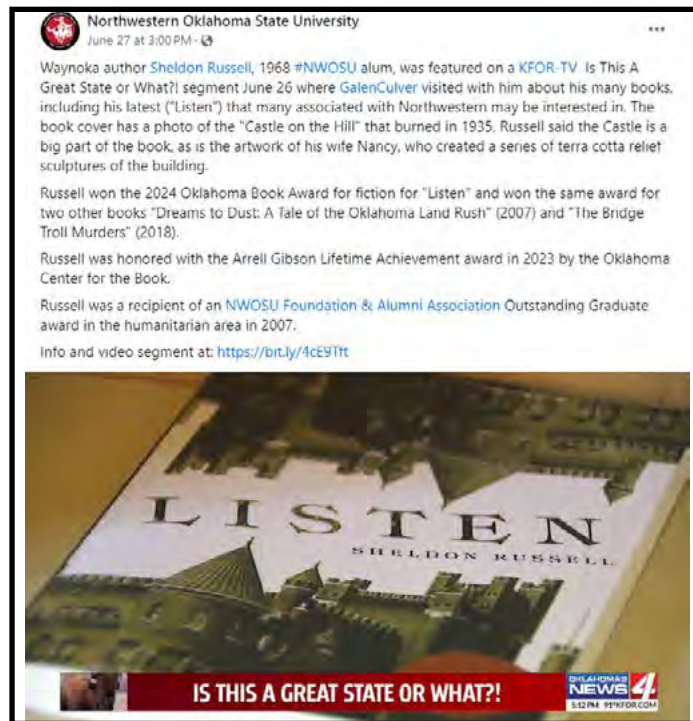 Northwestern Oklahoma State University
June 27 at 3:00 PM ·
Waynoka author Sheldon Russell, 1968 #NWOSU alum, was featured on a KFOR-TV Is This A
Great State or What?! segment June 26 where GalenCulver visited with him about his many books,
including his latest ("Listen") that many associated with Northwestern may be interested in. The
book cover has a photo of the "Castle on the Hill" that burned in 1935. Russell said the Castle is a
big part of the book, as is the artwork of his wife Nancy, who created a series of terra cotta relief
sculptures of the building.
Russell won the 2024 Oklahoma Book Award for fiction for "Listen" and won the same award for
two other books "Dreams to Dust: A Tale of the Oklahoma Land Rush" (2007) and "The Bridge
Troll Murders" (2018).
Russell was honored with the Arrell Gibson Lifetime Achievement award in 2023 by the Oklahoma
Center for the Book.
Russell was a recipient of an NWOSU Foundation & Alumni Association Outstanding Graduate
award in the humanitarian area in 2007.
Info and video segment at:
LISTEN
SHELDON RUSSELL
IS THIS A GREAT STATE OR WHAT?!
OKLAHOMA'S
NEWS 4
5:12 PM 91° KFOR.COM